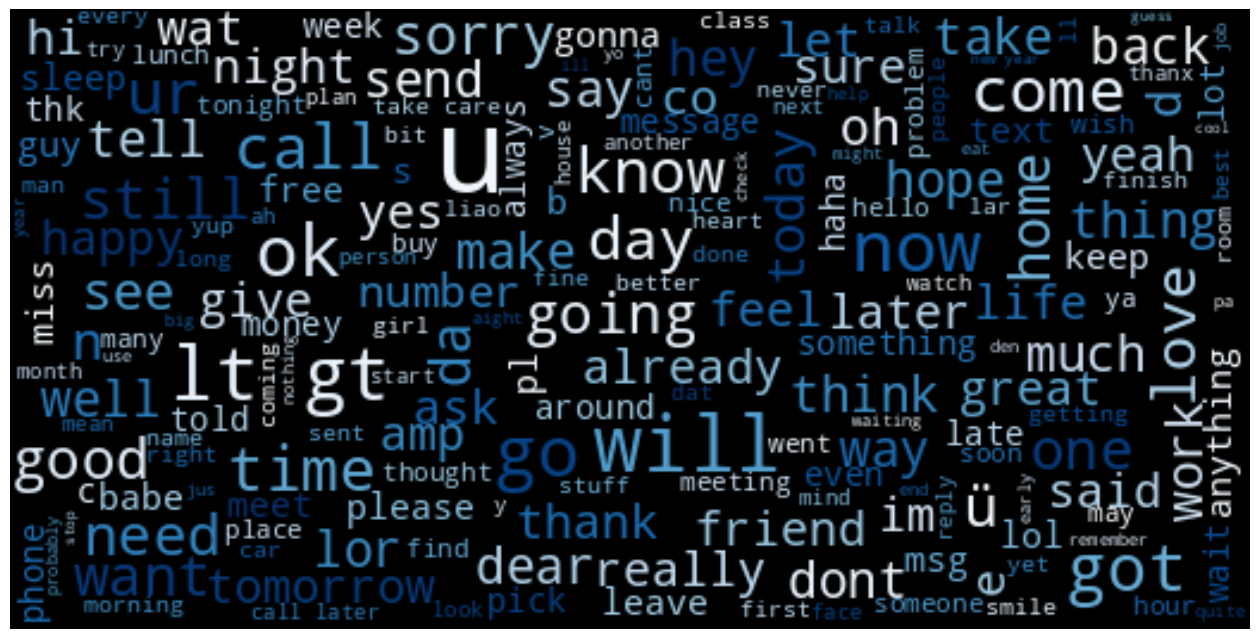 every
hi
wat
week
sorry
gonna
class
let
talk
ll
take
back
guess
job
try
lunch
yo
hey
sure
new year
thanx
sleep
ur
night
send
say
ill
cant
co
never
help
problem
people
come
d
lot
thk
tonight
plan
take care
v
message
next
oh
text
wish
cool
guy
tell
call
bit
u
always
house
another
know
check
today
might
eat
yeah
finish
best
man
still
free
s
yes
liao
b
nice
heart
haha
hope
hello
lar
home
thing
room
year
happy
yup
ah
long
ok
person
buy
make
day
done
now
keep
miss
see
give
number
fine
better
watch
going
feel
later
life
ya
pa
love
big
n
many
use
money
girl
aight
da
something
den
much
month
lt
coming
nothing
gt
start
pl
already
think
great
anything
well
told
ask
around
dat
waiting
getting
mean
name
right
sent
amp
go
will
went
way
late
soon
one
work
good
time
thought
stuff
meeting
even
said
c
babe
jus
meet
please
y
mind
end
reply
im
ü
early
may
phone
stop
probably
need
place
car
lor
find
thank
friend
lol
remember
wait
want
tomorrow
dear
really
dont
msg
e
yet
got
morning
call later
look
pick
leave
first
face
someone
smile
hour
quite